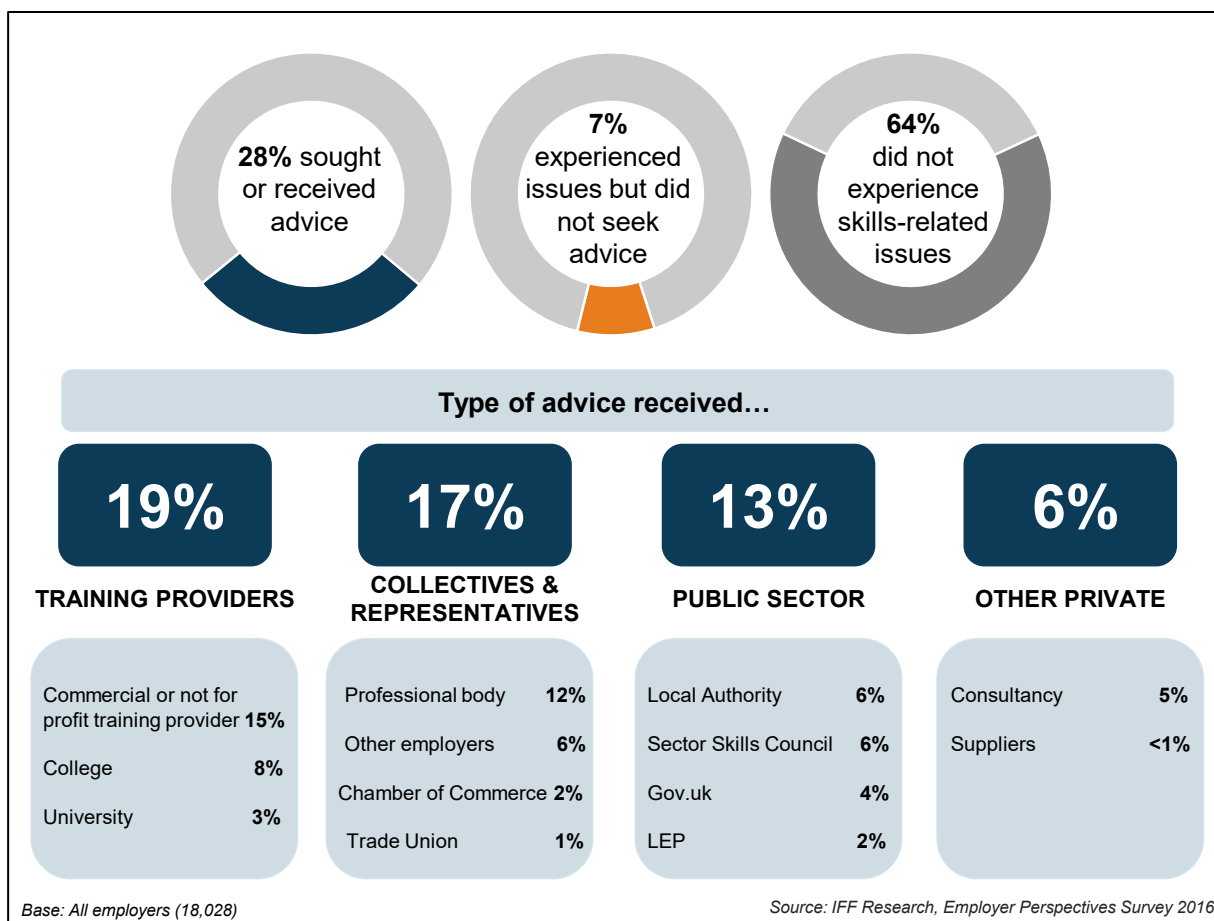 28% sought
or received
advice
7%
experienced
issues but did
not seek
advice
64%
did not
experience
skills-related
issues
Type of advice received…
19%
TRAINING PROVIDERS
Commercial or not for
profit training provider 15%
College 8%
University 3%
17%
COLLECTIVES &
REPRESENTATIVES
Professional body 12%
Other employers 6%
Chamber of Commerce 2%
Trade Union 1%
13%
PUBLIC SECTOR
Local Authority 6%
Sector Skills Council 6%
Gov.uk 4%
LEP 2%
6%
OTHER PRIVATE
Consultancy 5%
Suppliers <1%
Base: All employers (18,028)
Source: IFF Research, Employer Perspectives Survey 2016